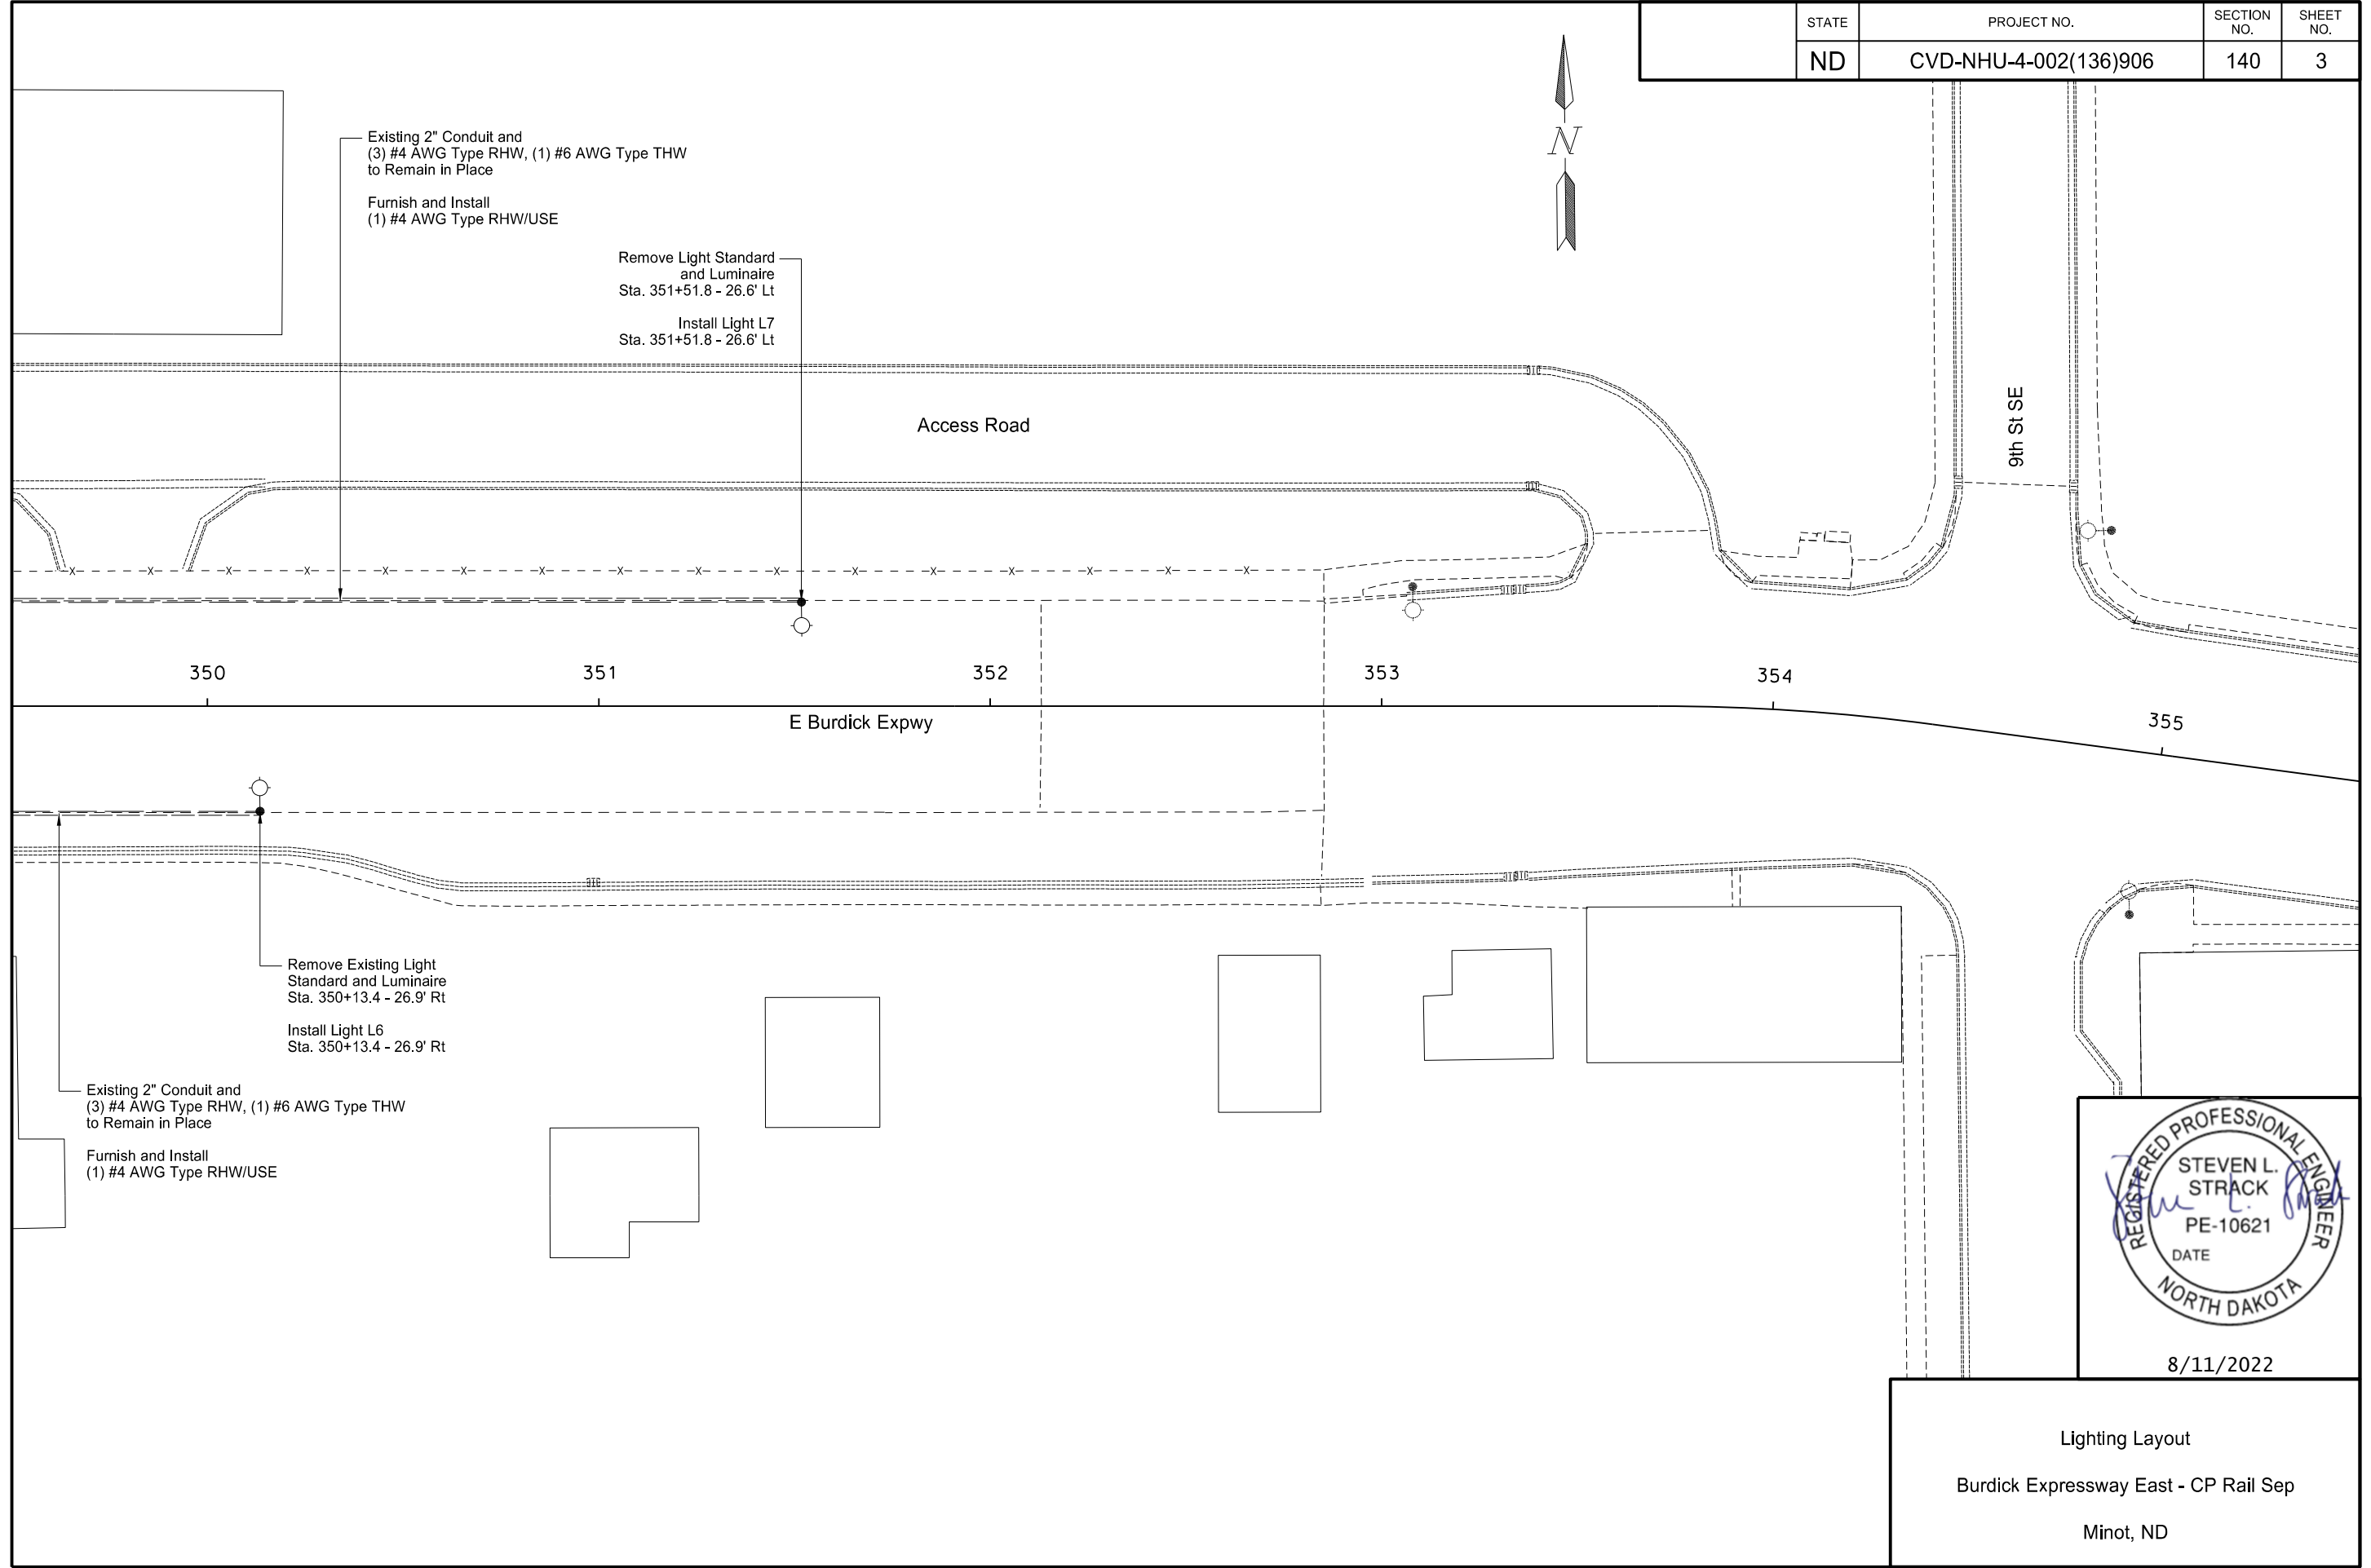 STATE
PROJECT NO.
SECTION
NO.
SHEET
NO.
ND
CVD-NHU-4-002(136)906
140
3
Existing 2" Conduit and
(3) #4 AWG Type RHW, (1) #6 AWG Type THW
to Remain in Place
Furnish and Install
(1) #4 AWG Type RHW/USE
N
Remove Light Standard
and Luminaire
Sta. 351+51.8 - 26.6' Lt
Install Light L7
Sta. 351+51.8 - 26.6' Lt
Access Road
9th St SE
350
351
352
353
354
355
E Burdick Expwy
Remove Existing Light
Standard and Luminaire
Sta. 350+13.4 - 26.9' Rt
Install Light L6
Sta. 350+13.4 - 26.9' Rt
Existing 2" Conduit and
(3) #4 AWG Type RHW, (1) #6 AWG Type THW
to Remain in Place
Furnish and Install
(1) #4 AWG Type RHW/USE
REGISTERED PROFESSIONAL ENGINEER
STEVEN L.
STRACK
PE-10621
DATE
NORTH DAKOTA
8/11/2022
Lighting Layout
Burdick Expressway East - CP Rail Sep
Minot, ND